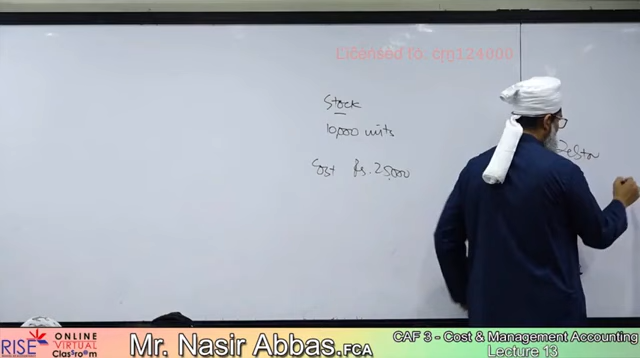 Licensed to: crg124000
Stock
10,000 units
Cost Rs. 25,000
RISE
ONLINE
VIRTUAL
Classroom
Mr. Nasir Abbas.FCA
CAF 3 - Cost & Management Accounting
Lecture 13